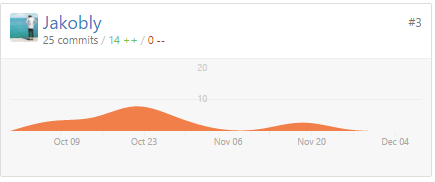 Jakobly #3
25 commits / 14 ++ / 0 --
20
10
Oct 09 Oct 23 Nov 06 Nov 20 Dec 04